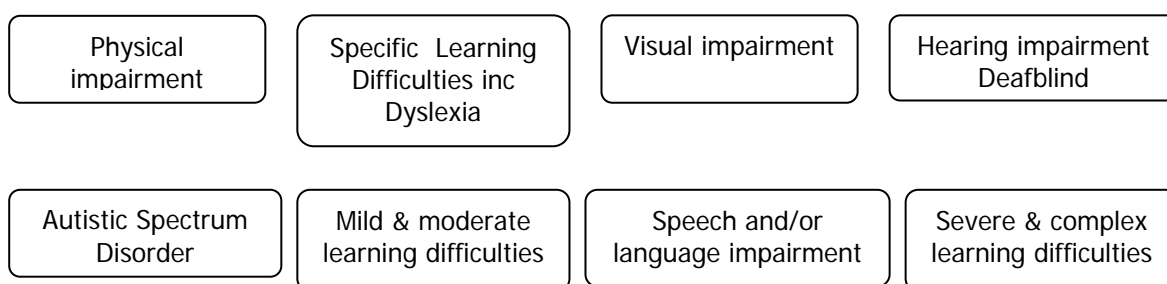 Physical
impairment
Specific Learning
Difficulties inc
Dyslexia
Visual impairment
Hearing impairment
Deafblind
Autistic Spectrum
Disorder
Mild & moderate
learning difficulties
Speech and/or
language impairment
Severe & complex
learning difficulties